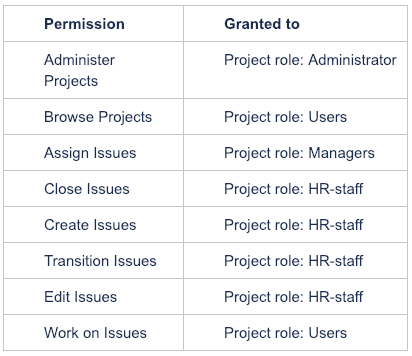 Permission Granted to
Administer Project role: Administrator
Projects
Browse Projects Project role: Users
Assign Issues Project role: Managers
Close Issues Project role: HR-staff
Create Issues Project role: HR-staff
Transition Issues Project role: HR-staff
Edit Issues Project role: HR-staff
Work on Issues Project role: Users